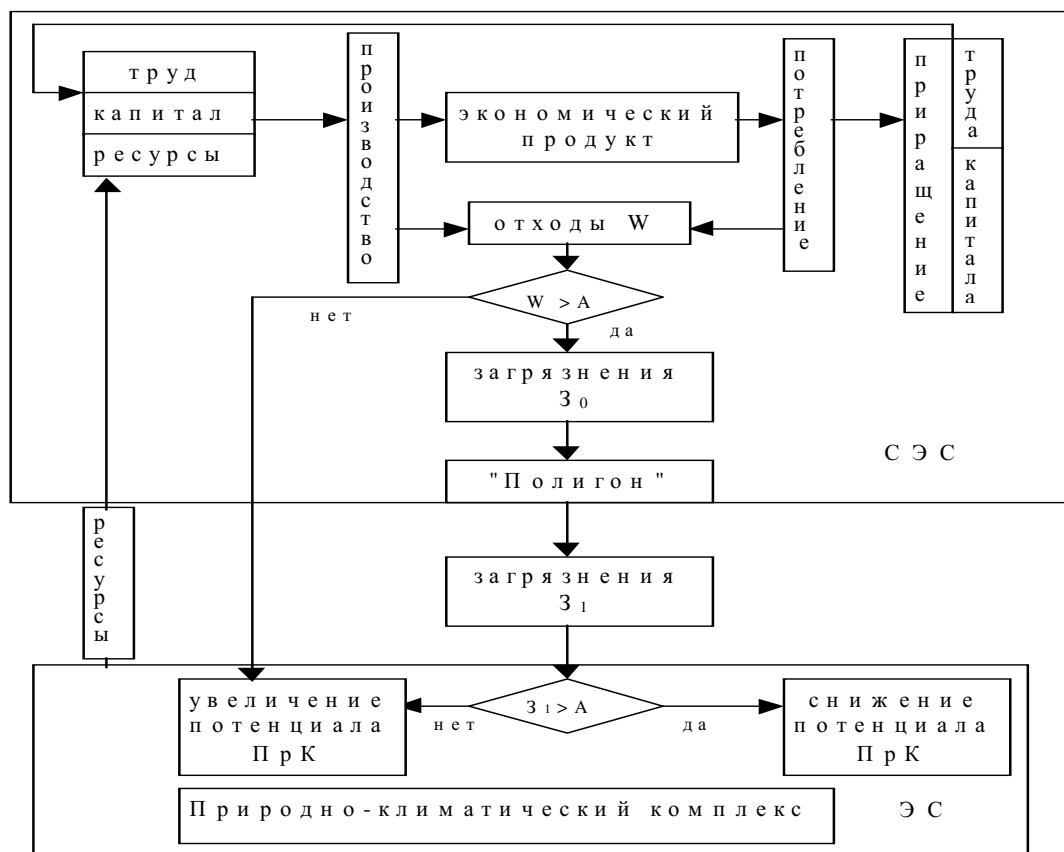 труд
капитал
ресурсы
производство
экономический
продукт
потребление
приращение
труда
капитала
отходы W
W > A
нет
да
загрязнения
З₀
СЭС
"Полигон"
ресурсы
загрязнения
З₁
увеличение
потенциала
ПрК
З₁ > A
нет
да
снижение
потенциала
ПрК
Природно-климатический комплекс
ЭС